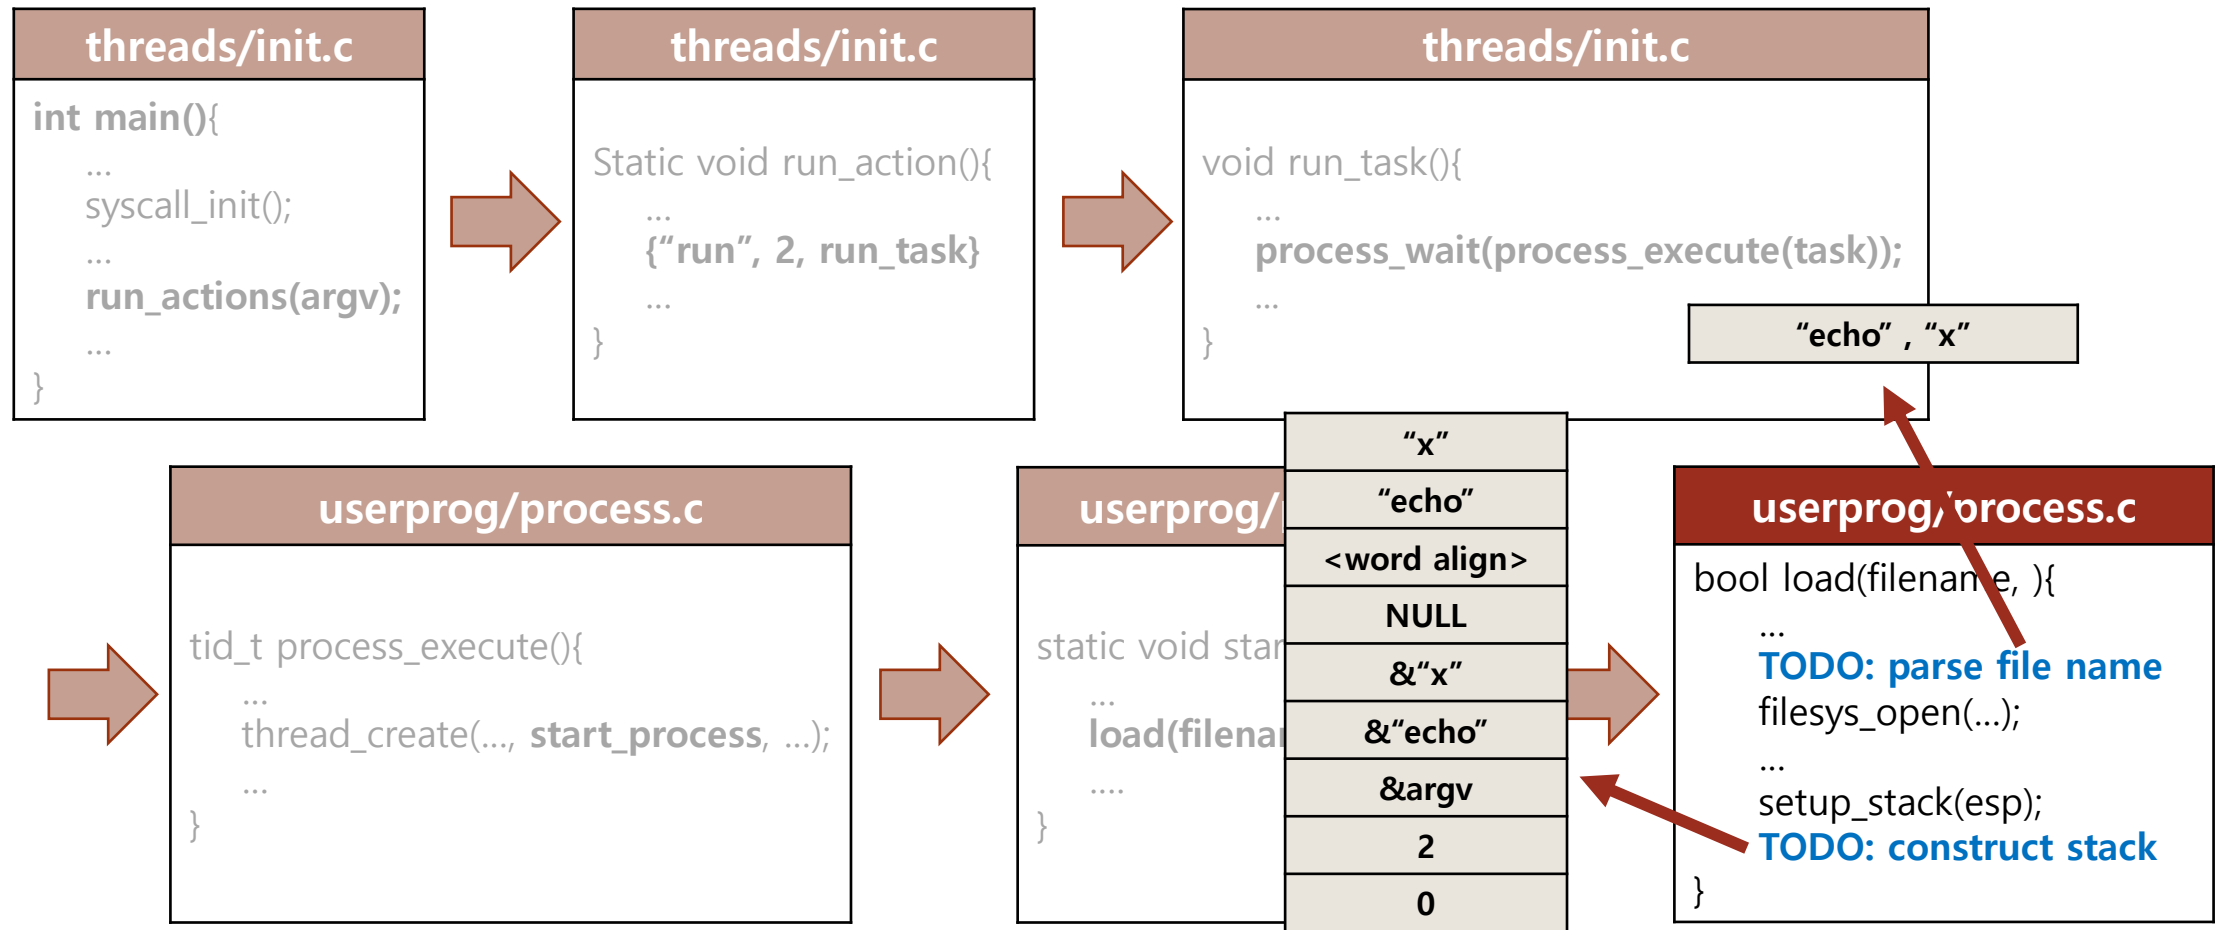 threads/init.c
int main(){
...
syscall_init();
...
run_actions(argv);
...
}
threads/init.c
Static void run_action(){
...
{“run”, 2, run_task}
...
}
threads/init.c
void run_task(){
...
process_wait(process_execute(task));
...
}
“echo” , “x”
userprog/process.c
tid_t process_execute(){
...
thread_create(..., start_process, ...);
...
}
userprog/
static void star
...
load(filena
....
}
“x”
“echo”
<word align>
NULL
&“x”
&“echo”
&argv
2
0
userprog/process.c
bool load(filename, ){
...
TODO: parse file name
filesys_open(...);
...
setup_stack(esp);
TODO: construct stack
}